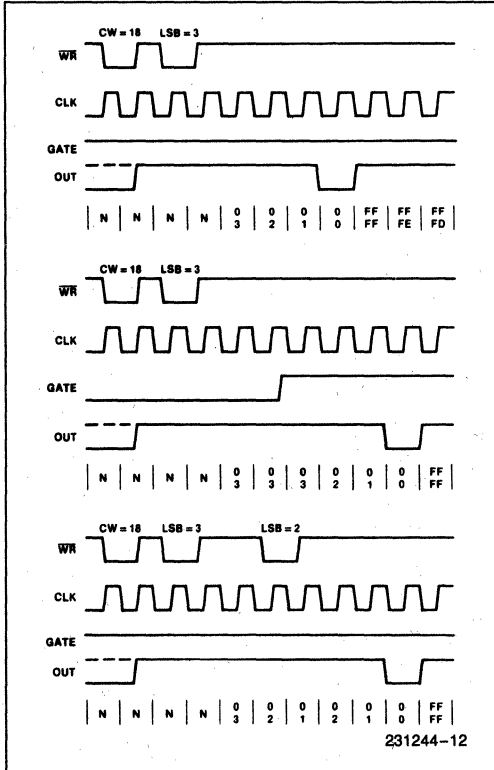 CW = 18 LSB = 3
WR
CLK
GATE
OUT
N N N N 0 0 0 0 FF FF FF
3 2 1 0 FF FE FD
CW = 18 LSB = 3
WR
CLK
GATE
OUT
N N N N 0 0 0 0 0 0 FF
3 3 3 2 1 0 FF
CW = 18 LSB = 3 LSB = 2
WR
CLK
GATE
OUT
N N N N 0 0 0 0 0 0 FF
3 2 1 2 1 0 FF
231244–12